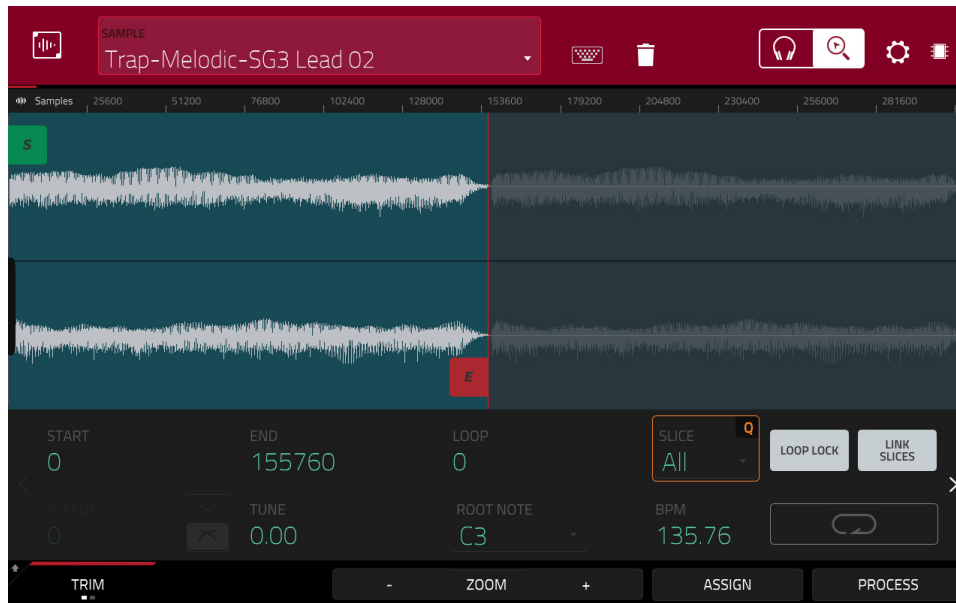 SAMPLE
Trap-Melodic-SG3 Lead 02
Samples 25600 51200 76800 102400 128000 153600 179200 204800 230400 256000 281600
S
E
START END LOOP SLICE Q
0 155760 0 All LOOP LOCK LINK SLICES
X-FADE TUNE ROOT NOTE BPM
0 0.00 C3 135.76
TRIM - ZOOM + ASSIGN PROCESS